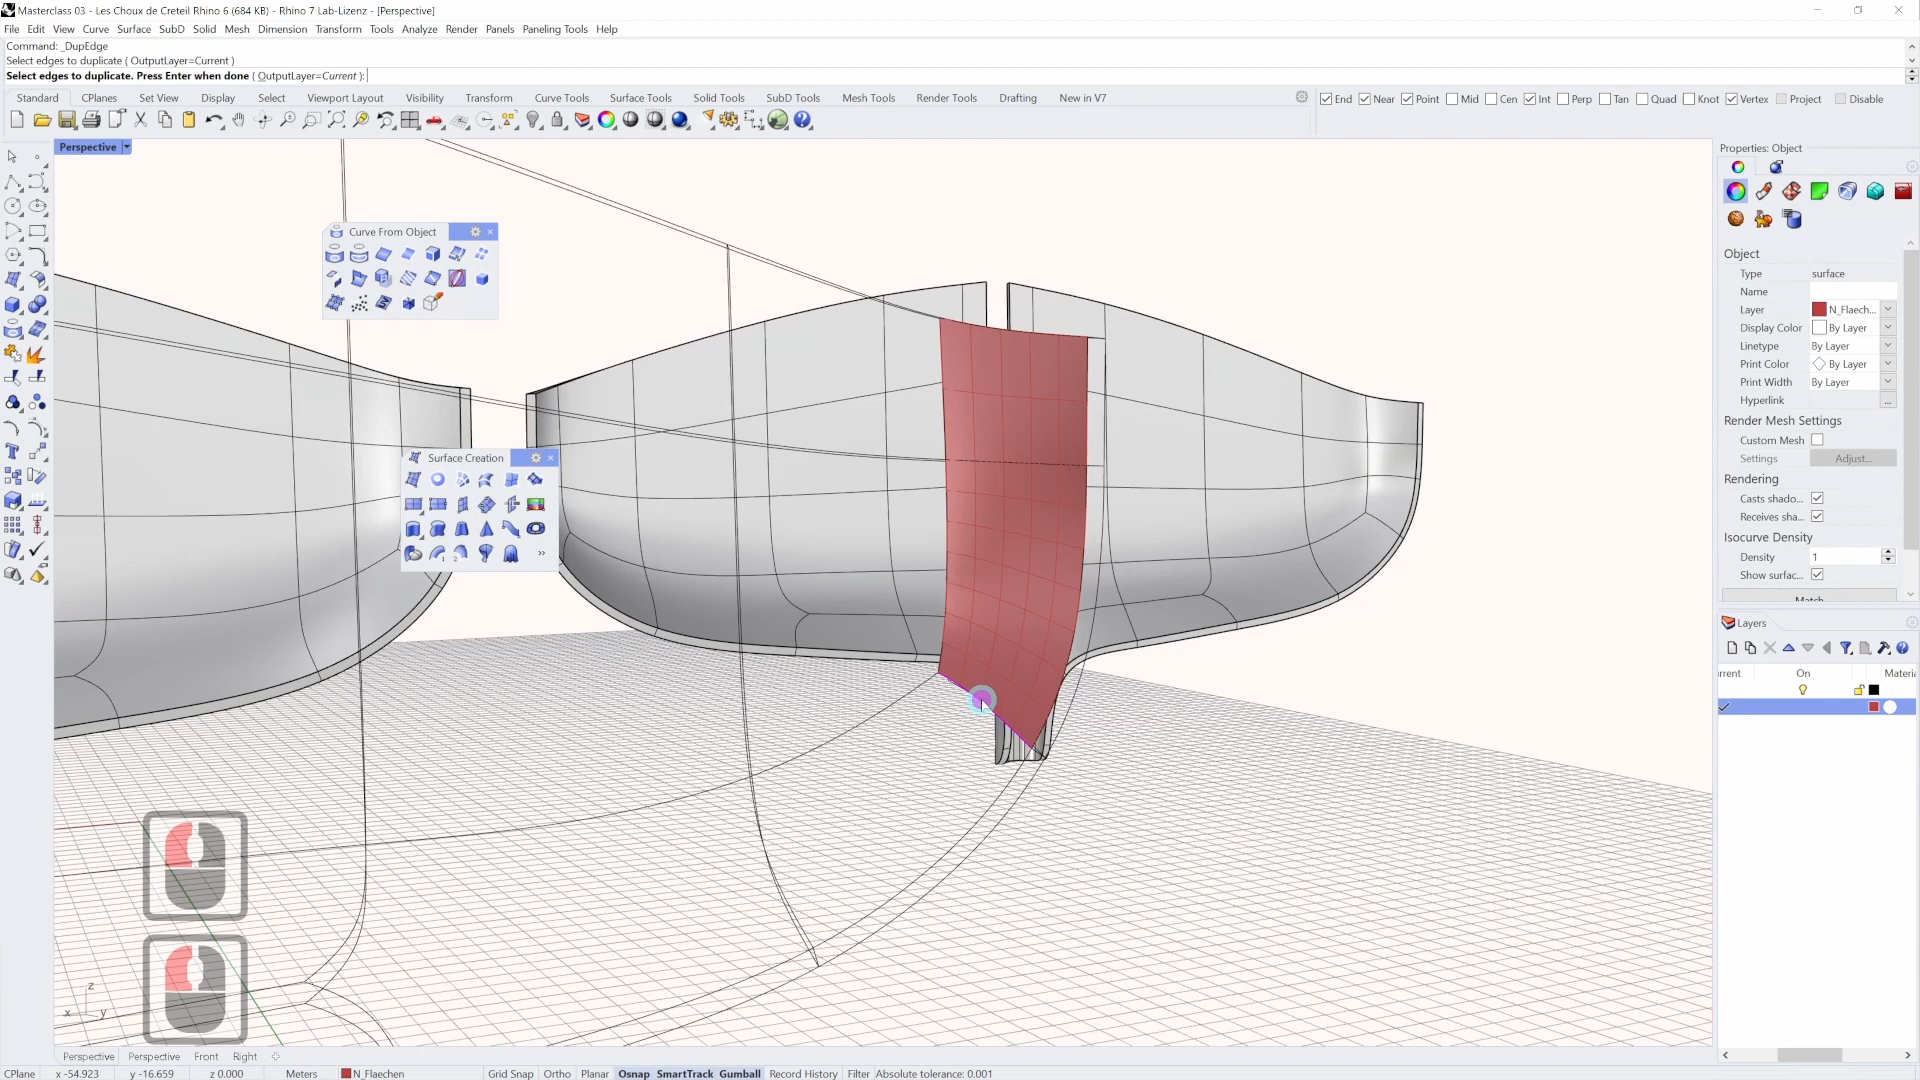 Masterclass 03 - Les Choux de Creteil Rhino 6 (684 KB) - Rhino 7 Lab-Lizenz - [Perspective]
File Edit View Curve Surface SubD Solid Mesh Dimension Transform Tools Analyze Render Panels Paneling Tools Help
Command: _DupEdge
Select edges to duplicate ( OutputLayer=Current )
Select edges to duplicate. Press Enter when done ( OutputLayer=Current ):
Standard CPlanes Set View Display Select Viewport Layout Visibility Transform Curve Tools Surface Tools Solid Tools SubD Tools Mesh Tools Render Tools Drafting New in V7
End Near Point Mid Cen Int Perp Tan Quad Knot Vertex Project Disable
Perspective
Curve From Object
Surface Creation
Properties: Object
Object
Type surface
Name
Layer N_Flaech...
Display Color By Layer
Linetype By Layer
Print Color By Layer
Print Width By Layer
Hyperlink ...
Render Mesh Settings
Custom Mesh
Settings Adjust...
Rendering
Casts shado...
Receives sha...
Isocurve Density
Density 1
Show surfac...
Match
Layers
rrent On Materia
z
x y
Perspective Perspective Front Right
CPlane x -54.923 y -16.659 z 0.000 Meters N_Flaechen Grid Snap Ortho Planar Osnap SmartTrack Gumball Record History Filter Absolute tolerance: 0.001